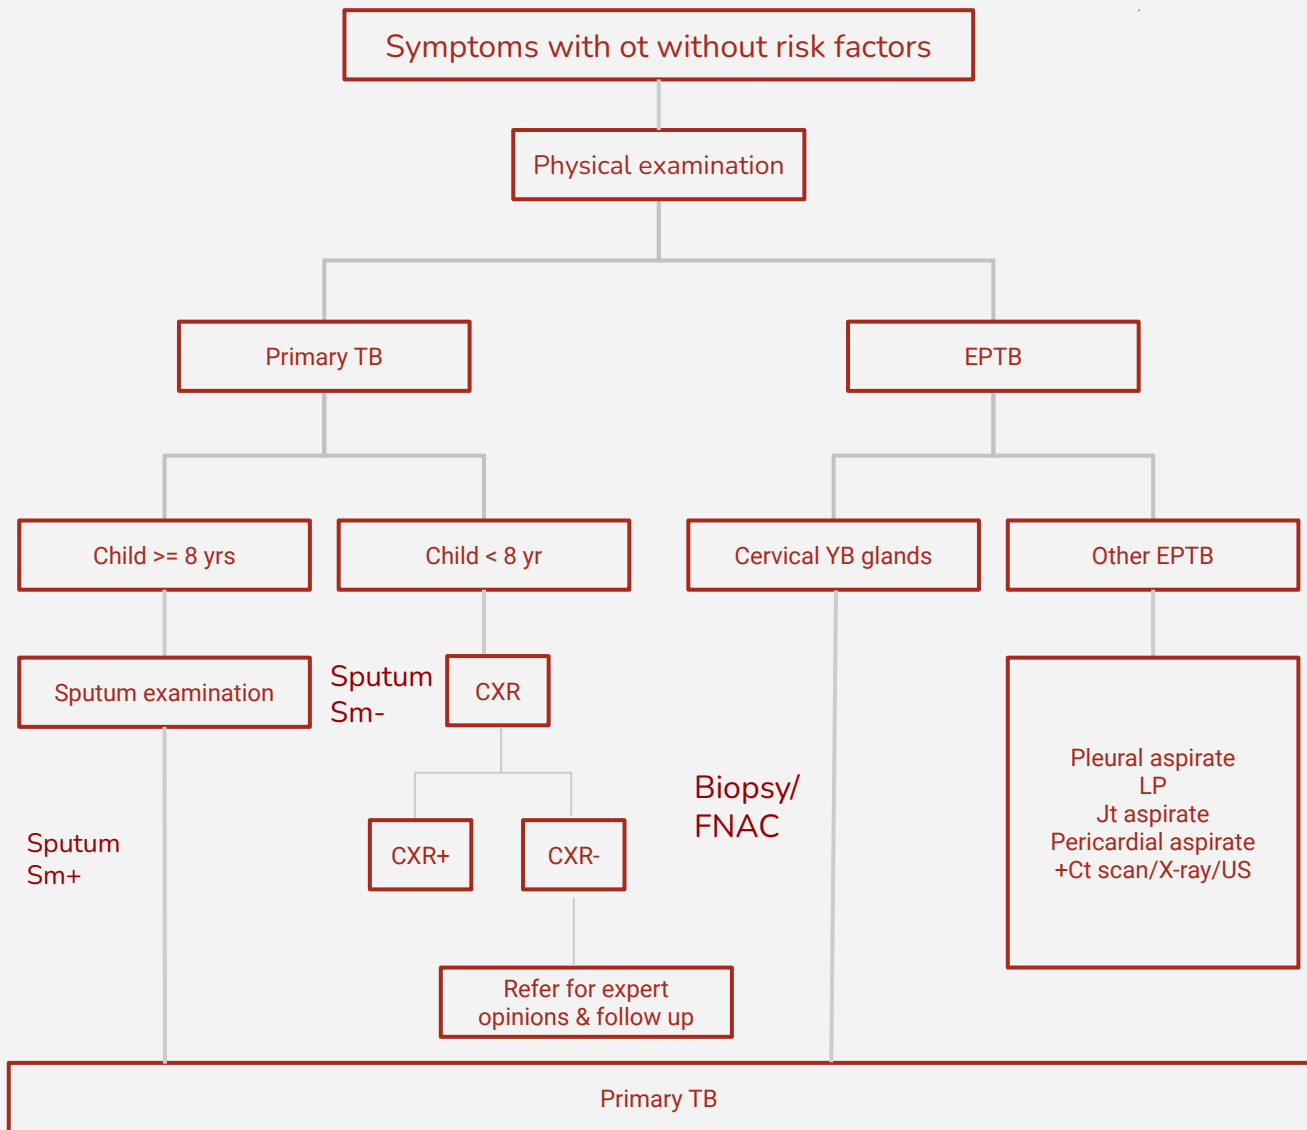 Symptoms with ot without risk factors
Physical examination
Primary TB
EPTB
Child >= 8 yrs
Child < 8 yr
Cervical YB glands
Other EPTB
Sputum examination
Sputum
Sm-
CXR
Pleural aspirate
LP
Jt aspirate
Pericardial aspirate
+Ct scan/X-ray/US
Biopsy/
FNAC
Sputum
Sm+
CXR+
CXR-
Refer for expert
opinions & follow up
Primary TB